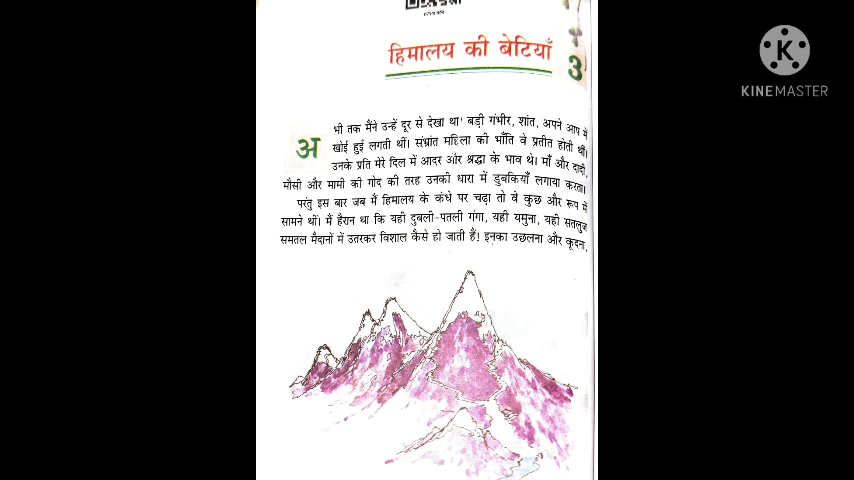 हिमालय की बेटियाँ
3
K
KINEMASTER
अ
भी तक मैंने उन्हें दूर से देखा था' बड़ी गंभीर, शांत, अपने आप में
खोई हुई लगती थीं। संभ्रांत महिला की भाँति वे प्रतीत होती थीं।
उनके प्रति मेरे दिल में आदर और श्रद्धा के भाव थे। माँ और दादी,
मौसी और मामी की गोद की तरह उनकी धारा में डुबकियाँ लगाया करता।
परंतु इस बार जब मैं हिमालय के कंधे पर चढ़ा तो वे कुछ और रूप में
सामने थीं। मैं हैरान था कि यही दुबली-पतली गंगा, यही यमुना, यही सतलुज
समतल मैदानों में उतरकर विशाल कैसे हो जाती हैं! इनका उछलना और कूदना,